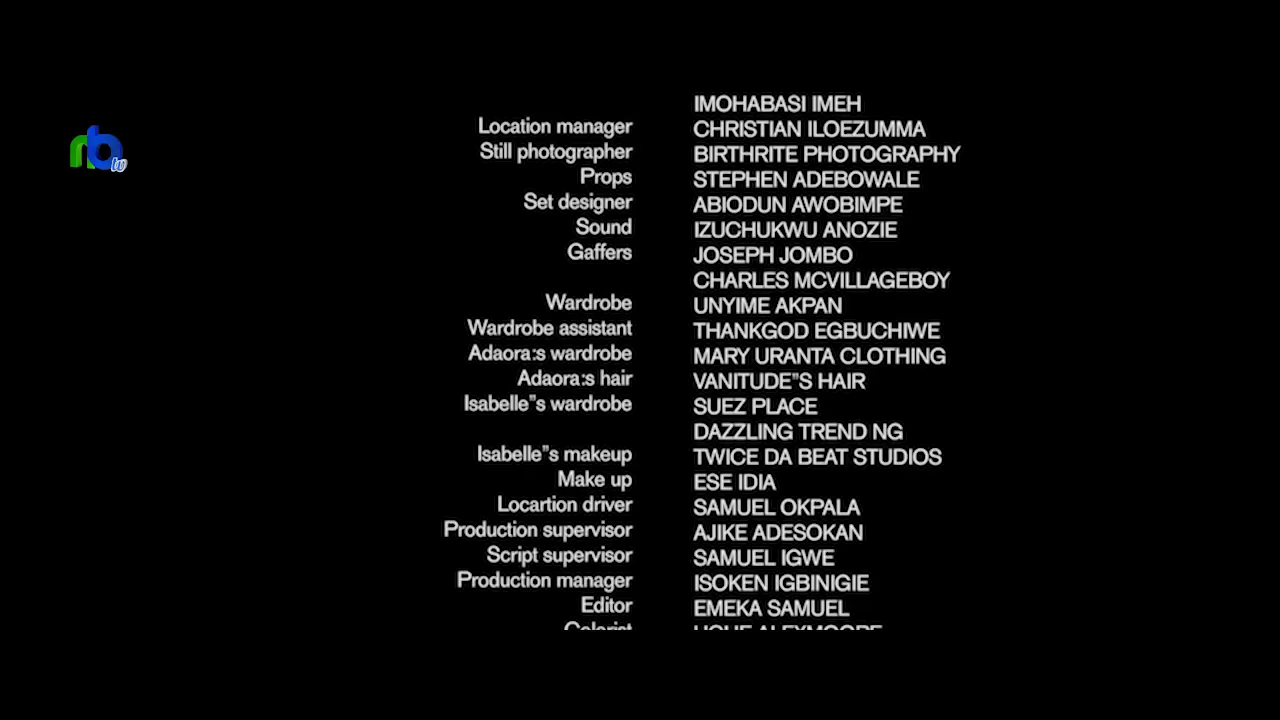 IMOHABASI IMEH
Location manager CHRISTIAN ILOEZUMMA
Still photographer BIRTHRITE PHOTOGRAPHY
Props STEPHEN ADEBOWALE
Set designer ABIODUN AWOBIMPE
Sound IZUCHUKWU ANOZIE
Gaffers JOSEPH JOMBO
CHARLES MCVILLAGEBOY
Wardrobe UNYIME AKPAN
Wardrobe assistant THANKGOD EGBUCHIWE
Adaora:s wardrobe MARY URANTA CLOTHING
Adaora:s hair VANITUDE”S HAIR
Isabelle”s wardrobe SUEZ PLACE
DAZZLING TREND NG
Isabelle”s makeup TWICE DA BEAT STUDIOS
Make up ESE IDIA
Locartion driver SAMUEL OKPALA
Production supervisor AJIKE ADESOKAN
Script supervisor SAMUEL IGWE
Production manager ISOKEN IGBINIGIE
Editor EMEKA SAMUEL
Colorist
nb tv